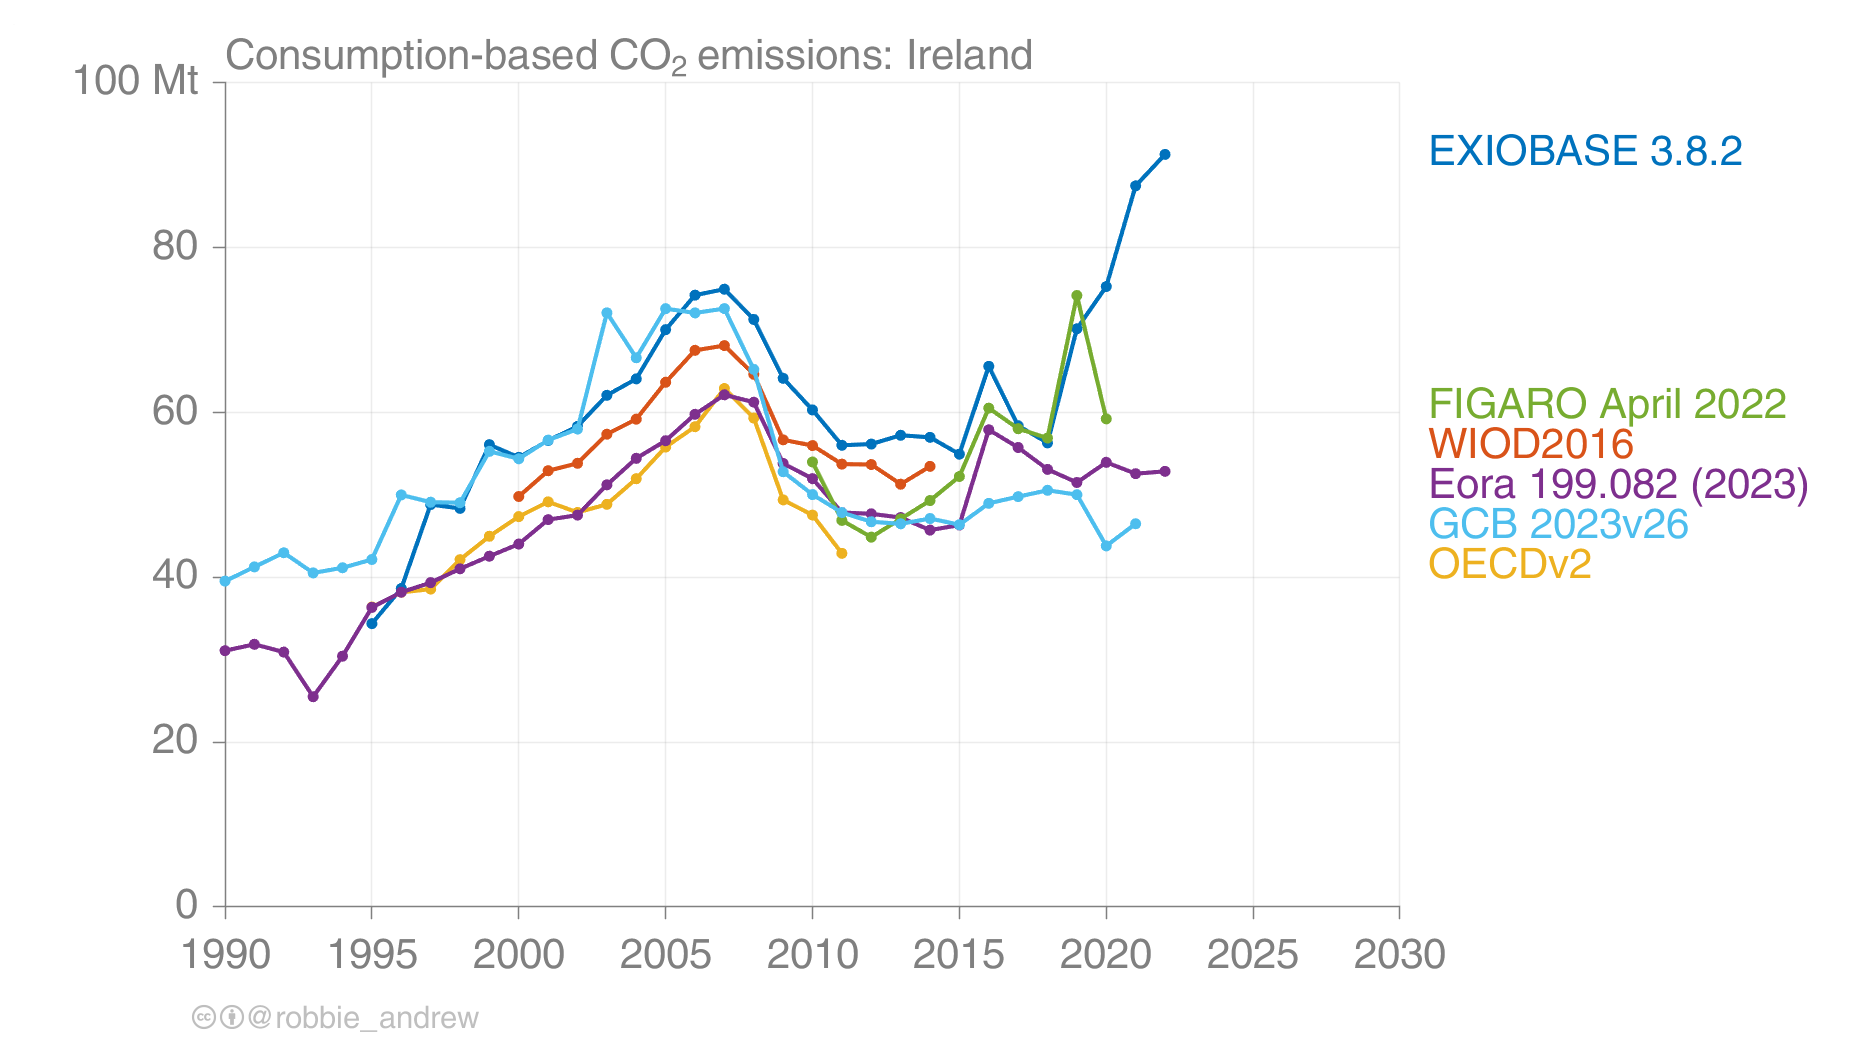 Consumption-based CO₂ emissions: Ireland
100 Mt
80
60
40
20
0
1990 1995 2000 2005 2010 2015 2020 2025 2030
EXIOBASE 3.8.2
FIGARO April 2022
WIOD2016
Eora 199.082 (2023)
GCB 2023v26
OECDv2
cc @robbie_andrew